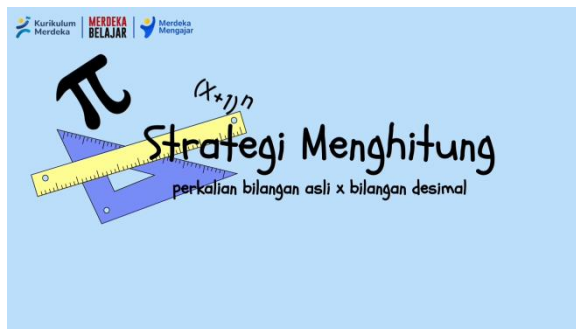 Kurikulum Merdeka
MERDEKA BELAJAR
Merdeka Mengajar
π
(x+1)n
Strategi Menghitung
perkalian bilangan asli x bilangan desimal